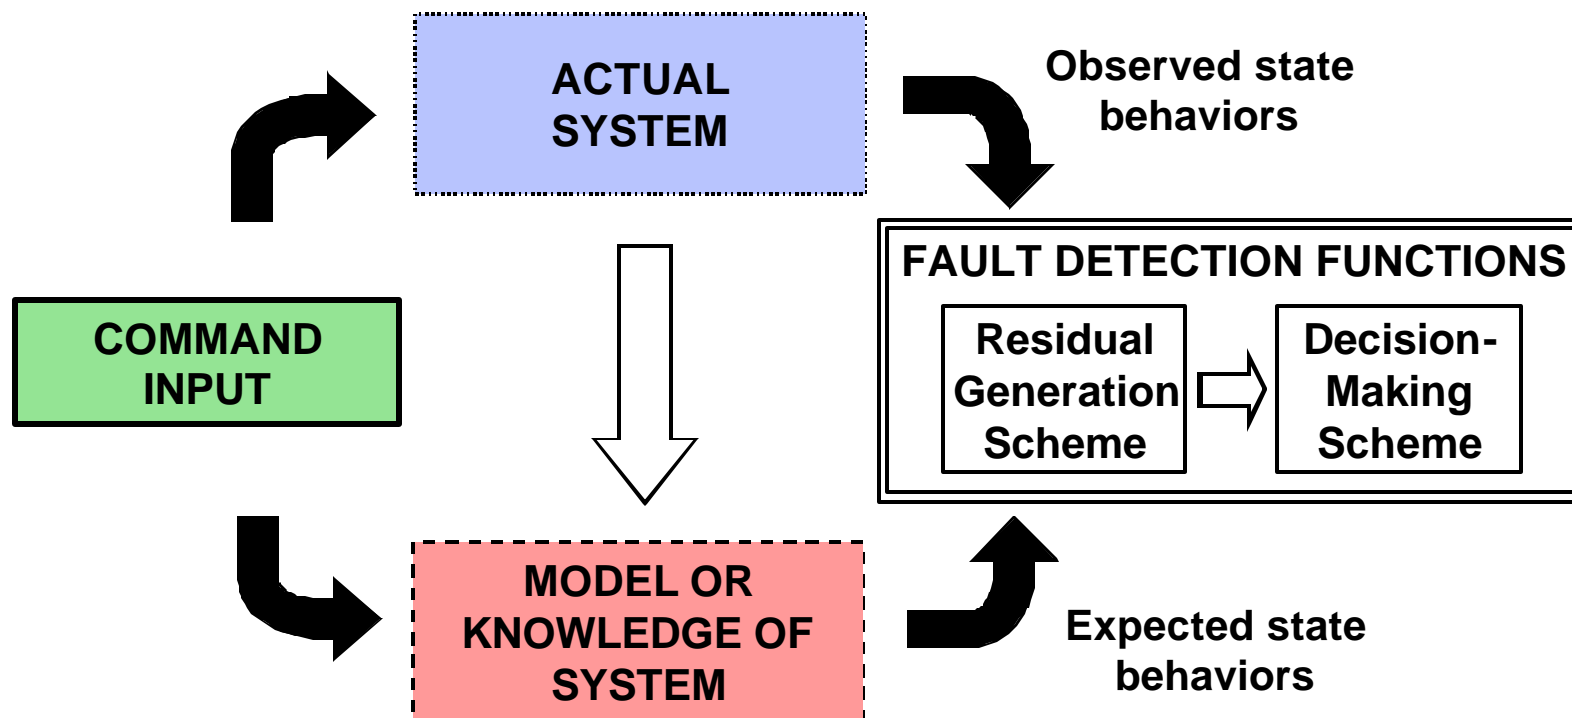 ACTUAL
SYSTEM
Observed state
behaviors
COMMAND
INPUT
FAULT DETECTION FUNCTIONS
Residual
Generation
Scheme
Decision-
Making
Scheme
MODEL OR
KNOWLEDGE OF
SYSTEM
Expected state
behaviors